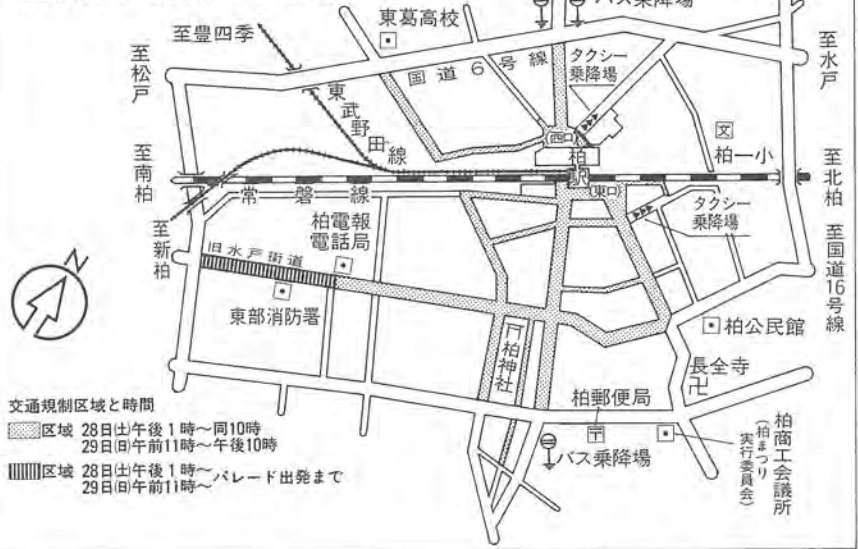 バス乗降場
東葛高校
至豊四季
至松戸
国道6号線
タクシー
乗降場
至水戸
東武野田線
西口
柏駅
東口
文
柏一小
至南柏
常磐線
至北柏
タクシー
乗降場
至国道16号線
至新柏
柏電報
電話局
旧水戸街道
東部消防署
N
柏公民館
柏神社
長全寺
卍
柏郵便局
〒
バス乗降場
柏商工会議所
(柏まつり
実行委員会)
交通規制区域と時間
区域 28日(土)午後1時〜同10時
29日(日)午前11時〜午後10時
区域 28日(土)午後1時〜
29日(日)午前11時〜パレード出発まで